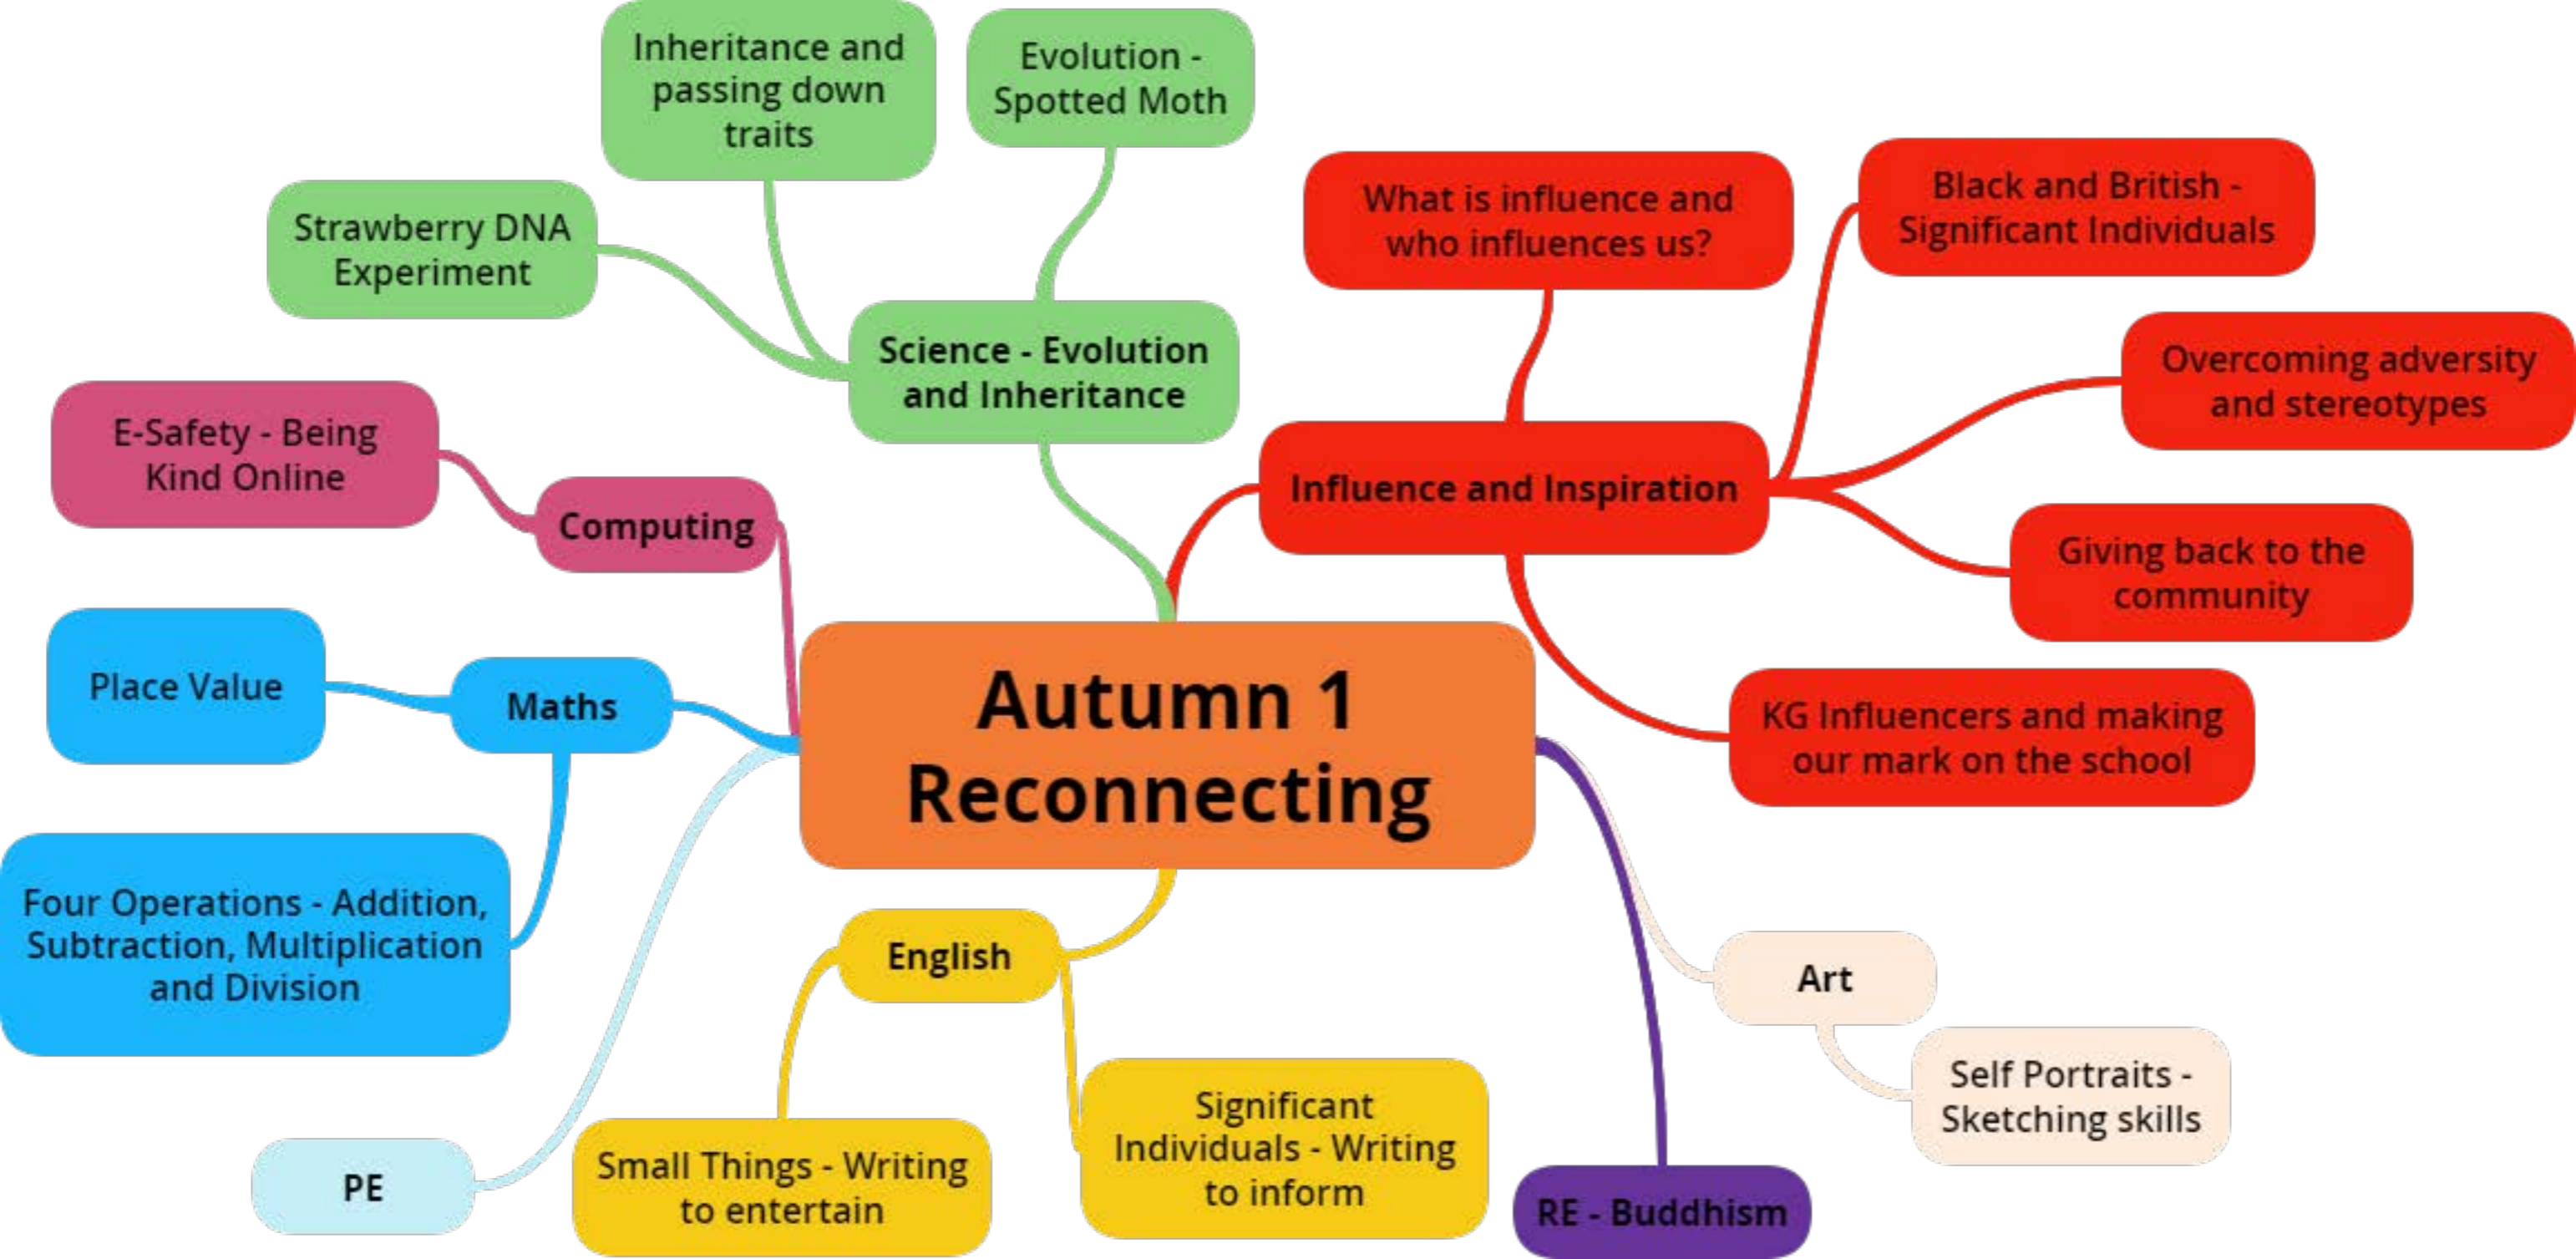 Inheritance and
passing down
traits
Evolution -
Spotted Moth
Strawberry DNA
Experiment
Science - Evolution
and Inheritance
What is influence and
who influences us?
Black and British -
Significant Individuals
Overcoming adversity
and stereotypes
Influence and Inspiration
Giving back to the
community
KG Influencers and making
our mark on the school
E-Safety - Being
Kind Online
Computing
Place Value
Maths
Four Operations - Addition,
Subtraction, Multiplication
and Division
Autumn 1
Reconnecting
PE
English
Small Things - Writing
to entertain
Significant
Individuals - Writing
to inform
Art
Self Portraits -
Sketching skills
RE - Buddhism